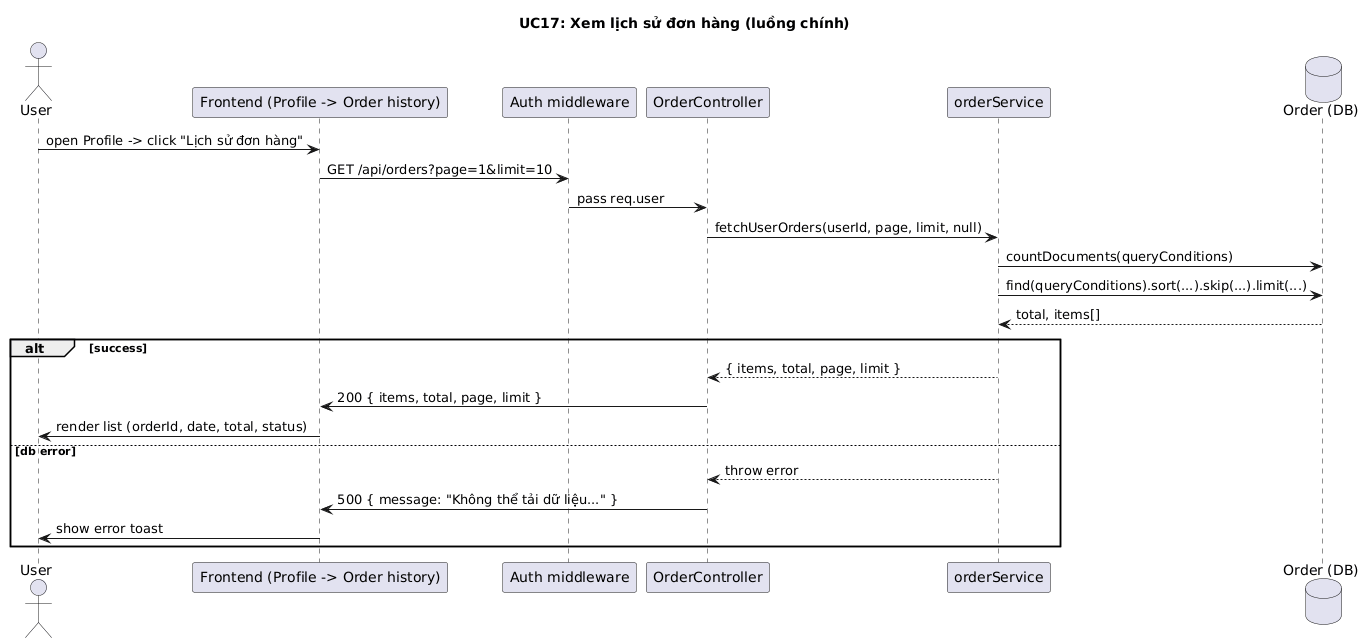 UC17: Xem lịch sử đơn hàng (luồng chính)
User
Frontend (Profile -> Order history)
Auth middleware
OrderController
orderService
Order (DB)
open Profile -> click "Lịch sử đơn hàng"
GET /api/orders?page=1&limit=10
pass req.user
fetchUserOrders(userId, page, limit, null)
countDocuments(queryConditions)
find(queryConditions).sort(...).skip(...).limit(...)
total, items[]
alt [success]
{ items, total, page, limit }
200 { items, total, page, limit }
render list (orderId, date, total, status)
[db error]
throw error
500 { message: "Không thể tải dữ liệu..." }
show error toast
User
Frontend (Profile -> Order history)
Auth middleware
OrderController
orderService
Order (DB)